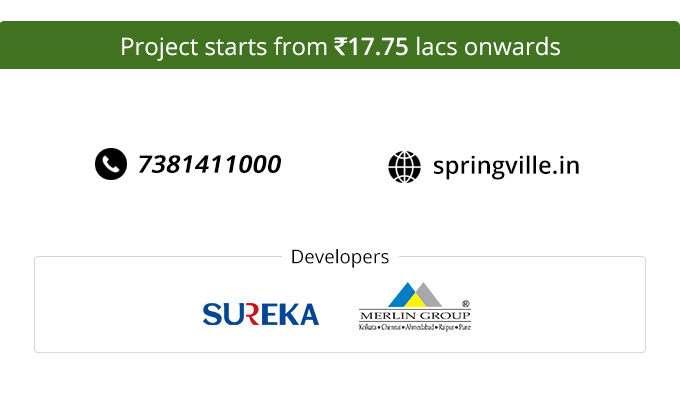 Project starts from ₹17.75 lacs onwards
7381411000
springville.in
Developers
SUREKA
MERLIN GROUP®
Kolkata • Chennai • Ahmedabad • Raipur • Pune